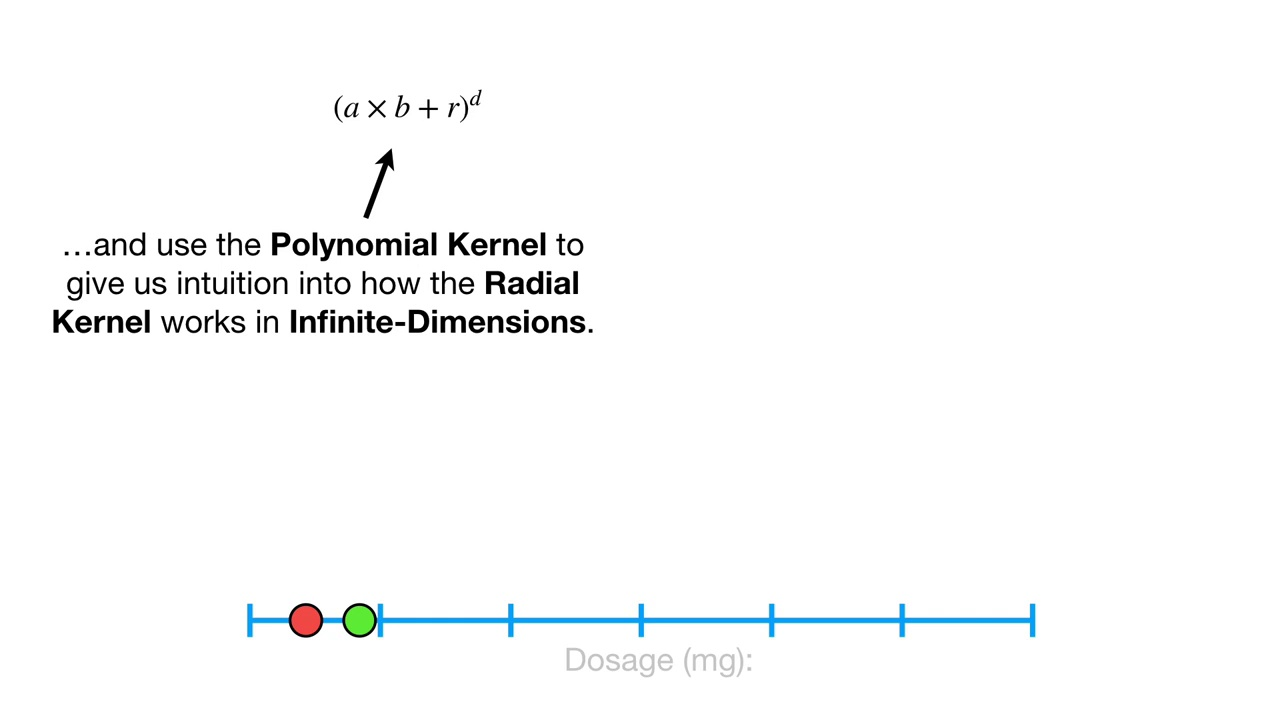 (a × b + r)^d
…and use the Polynomial Kernel to
give us intuition into how the Radial
Kernel works in Infinite-Dimensions.
Dosage (mg):